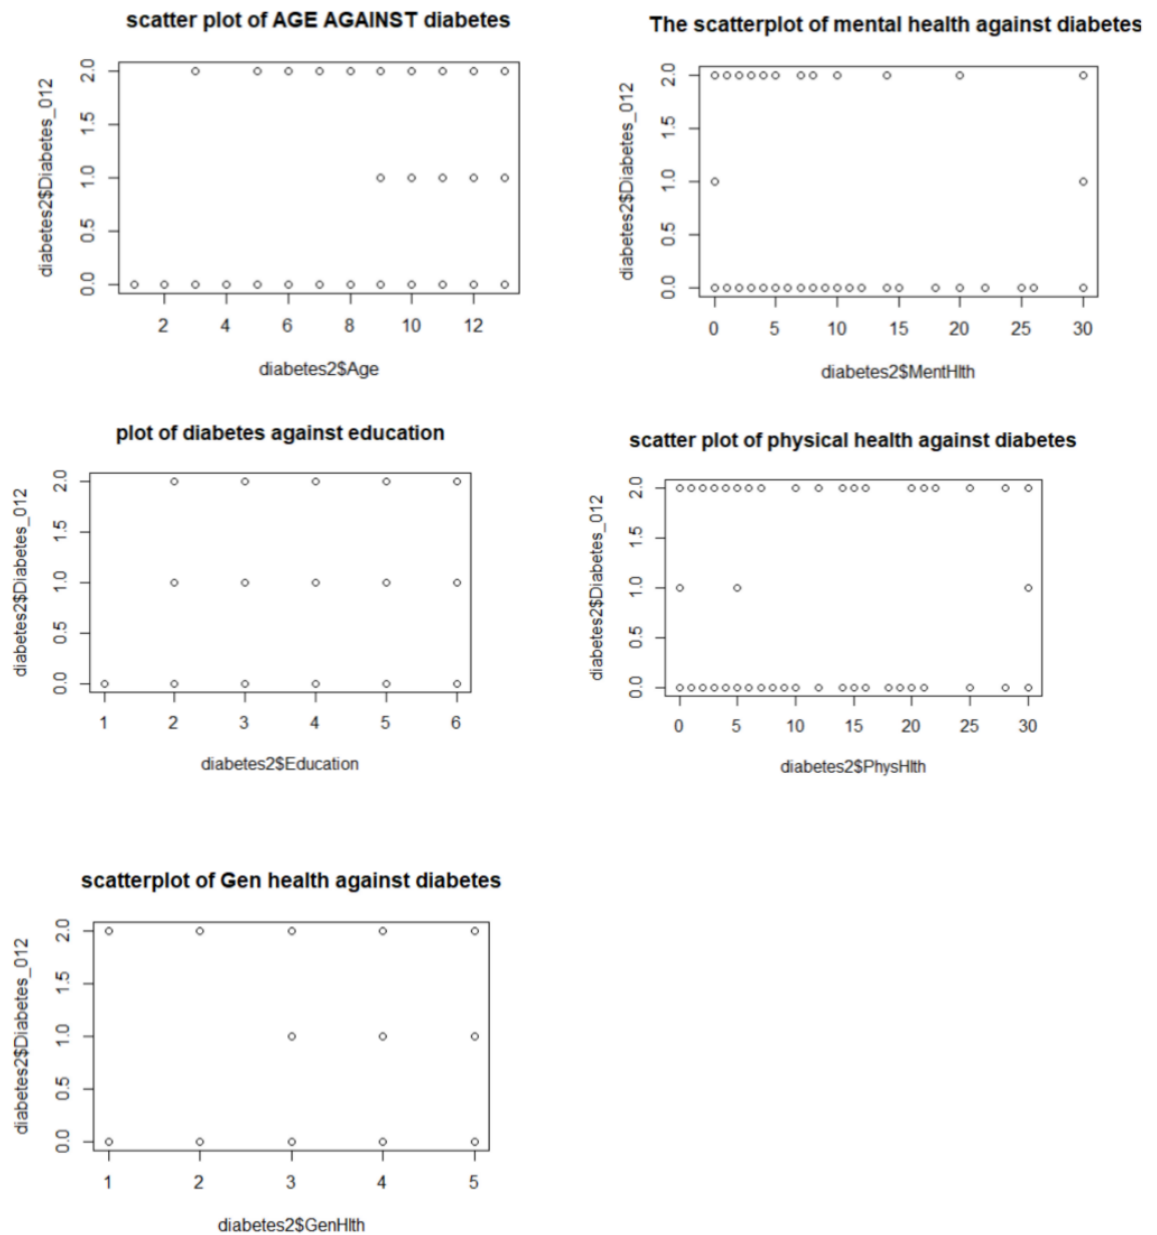 scatter plot of AGE AGAINST diabetes
diabetes2$Diabetes_012
2.0
1.5
1.0
0.5
0.0
2 4 6 8 10 12
diabetes2$Age
The scatterplot of mental health against diabetes
diabetes2$Diabetes_012
2.0
1.5
1.0
0.5
0.0
0 5 10 15 20 25 30
diabetes2$MentHlth
plot of diabetes against education
diabetes2$Diabetes_012
2.0
1.5
1.0
0.5
0.0
1 2 3 4 5 6
diabetes2$Education
scatter plot of physical health against diabetes
diabetes2$Diabetes_012
2.0
1.5
1.0
0.5
0.0
0 5 10 15 20 25 30
diabetes2$PhysHlth
scatterplot of Gen health against diabetes
diabetes2$Diabetes_012
2.0
1.5
1.0
0.5
0.0
1 2 3 4 5
diabetes2$GenHlth